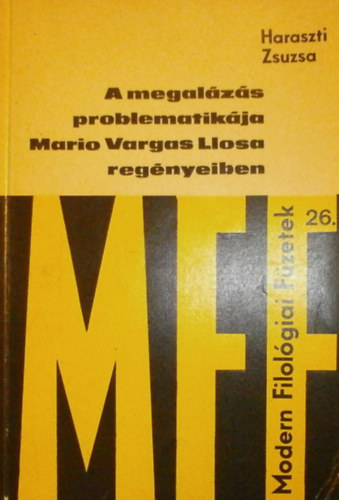 Haraszti
Zsuzsa
A megalázás
problematikája
Mario Vargas Llosa
regényeiben
MFF
Modern Filológiai Füzetek
26.